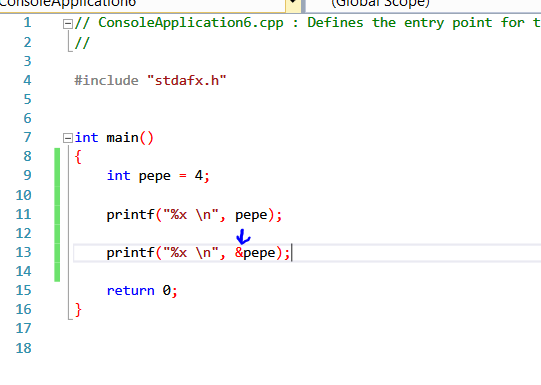 ConsoleApplication6 (Global Scope)
1 // ConsoleApplication6.cpp : Defines the entry point for t
2 //
3
4 #include "stdafx.h"
5
6
7 int main()
8 {
9 int pepe = 4;
10
11 printf("%x \n", pepe);
12
13 printf("%x \n", &pepe);
14
15 return 0;
16 }
17
18